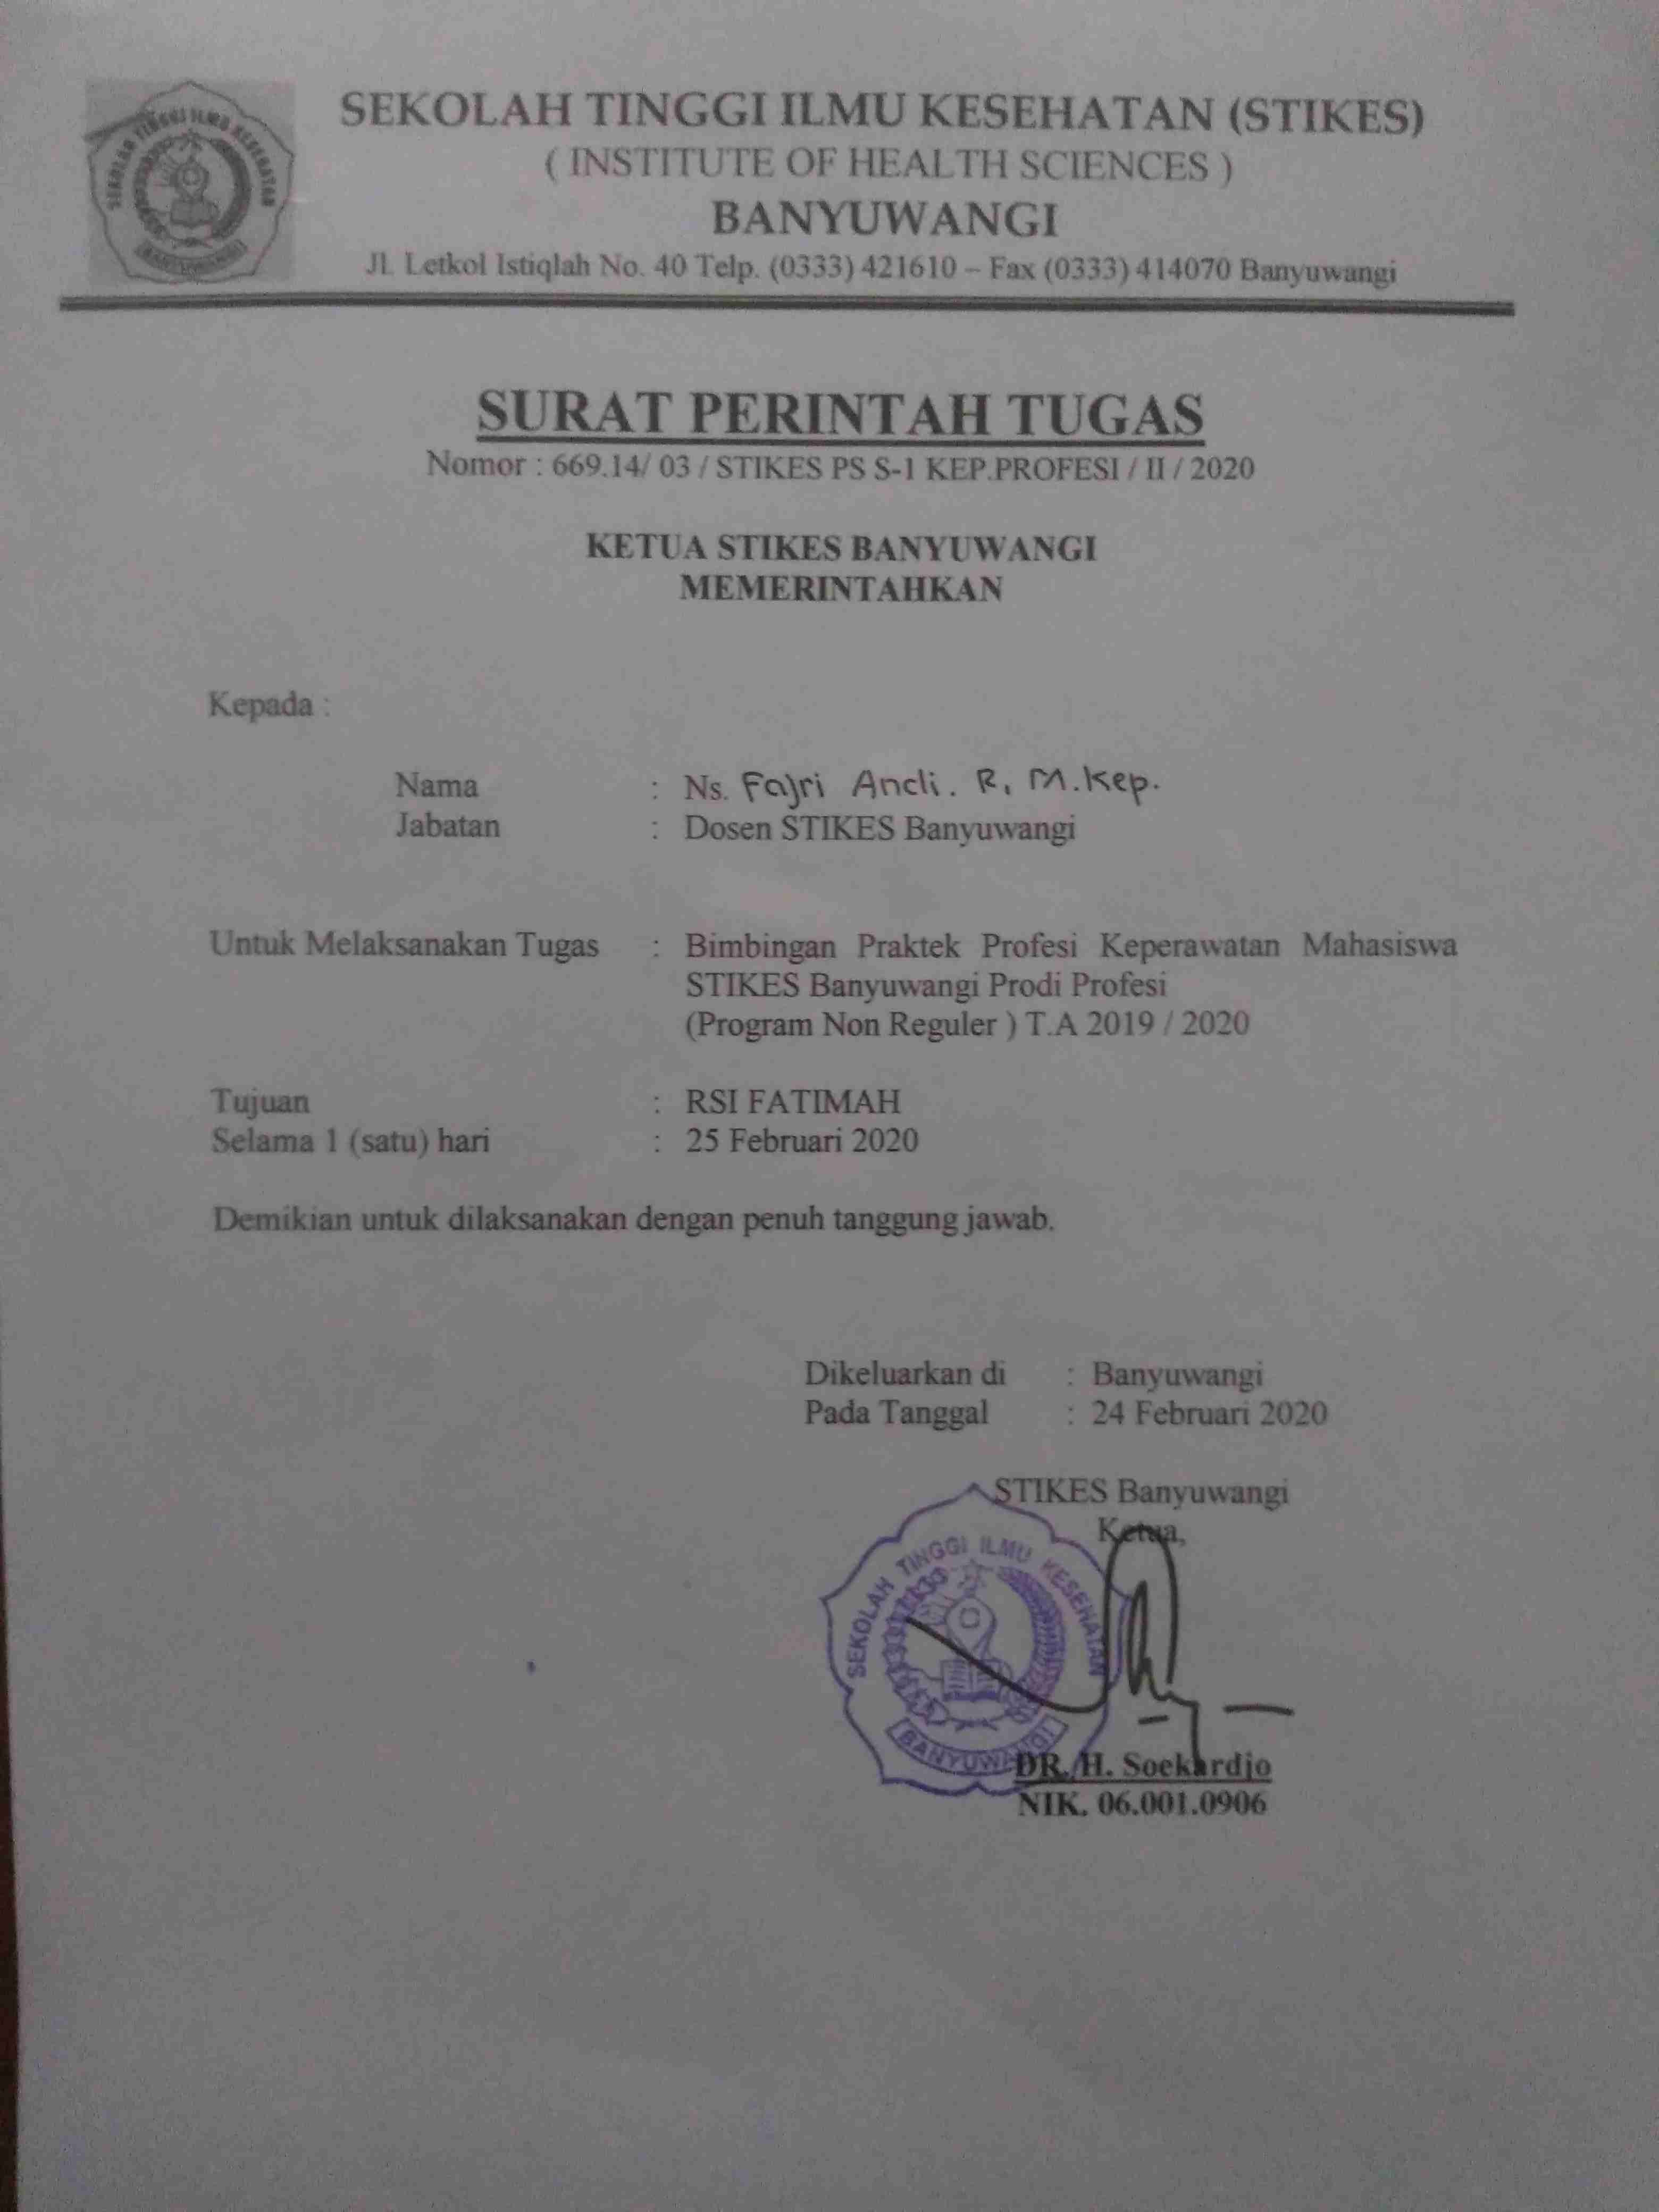 SEKOLAH TINGGI ILMU KESEHATAN
BANYUWANGI
SEKOLAH TINGGI ILMU KESEHATAN (STIKES)
( INSTITUTE OF HEALTH SCIENCES )
BANYUWANGI
Jl. Letkol Istiqlah No. 40 Telp. (0333) 421610 – Fax (0333) 414070 Banyuwangi
SURAT PERINTAH TUGAS
Nomor : 669.14/ 03 / STIKES PS S-1 KEP.PROFESI / II / 2020
KETUA STIKES BANYUWANGI
MEMERINTAHKAN
Kepada :
Nama : Ns. Fajri Andi. R, M.Kep.
Jabatan : Dosen STIKES Banyuwangi
Untuk Melaksanakan Tugas : Bimbingan Praktek Profesi Keperawatan Mahasiswa
STIKES Banyuwangi Prodi Profesi
(Program Non Reguler ) T.A 2019 / 2020
Tujuan : RSI FATIMAH
Selama 1 (satu) hari : 25 Februari 2020
Demikian untuk dilaksanakan dengan penuh tanggung jawab.
Dikeluarkan di : Banyuwangi
Pada Tanggal : 24 Februari 2020
STIKES Banyuwangi
Ketua,
SEKOLAH TINGGI ILMU KESEHATAN
BANYUWANGI
DR. H. Soekardjo
NIK. 06.001.0906